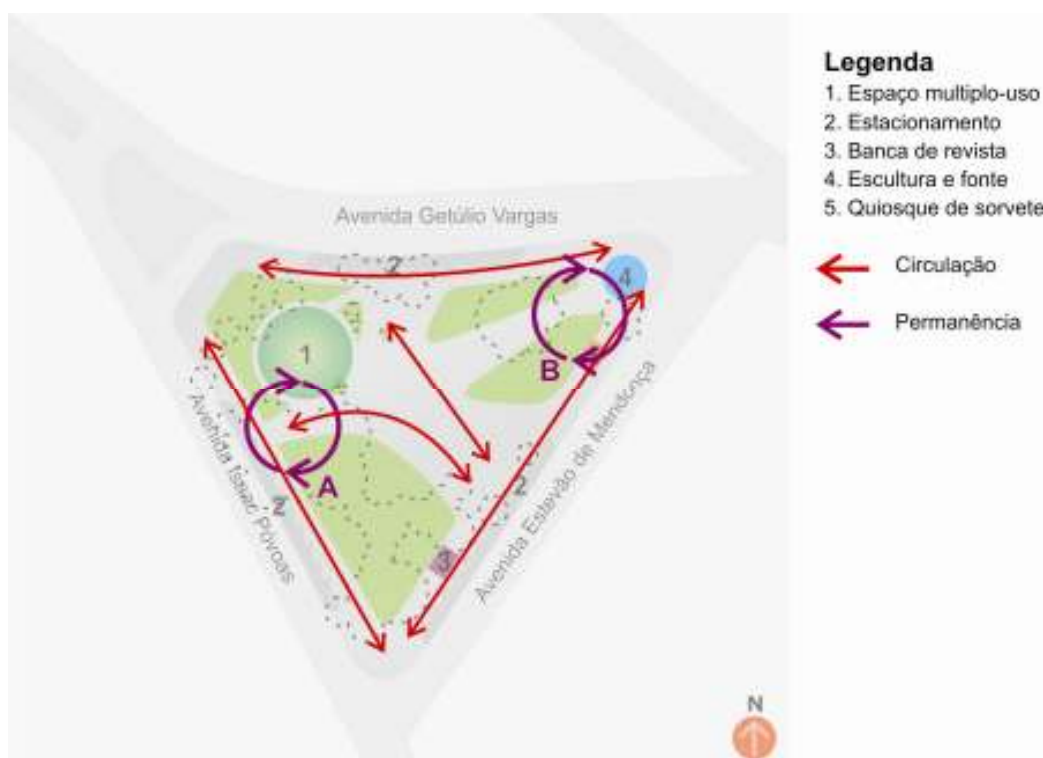 Legenda
1. Espaço multiplo-uso
2. Estacionamento
3. Banca de revista
4. Escultura e fonte
5. Quiosque de sorvete
Circulação
Permanência
Avenida Getúlio Vargas
2
4
1
B
A
Avenida Isaac Póvoas
2
2
Avenida Estevão de Mendonça
3
N